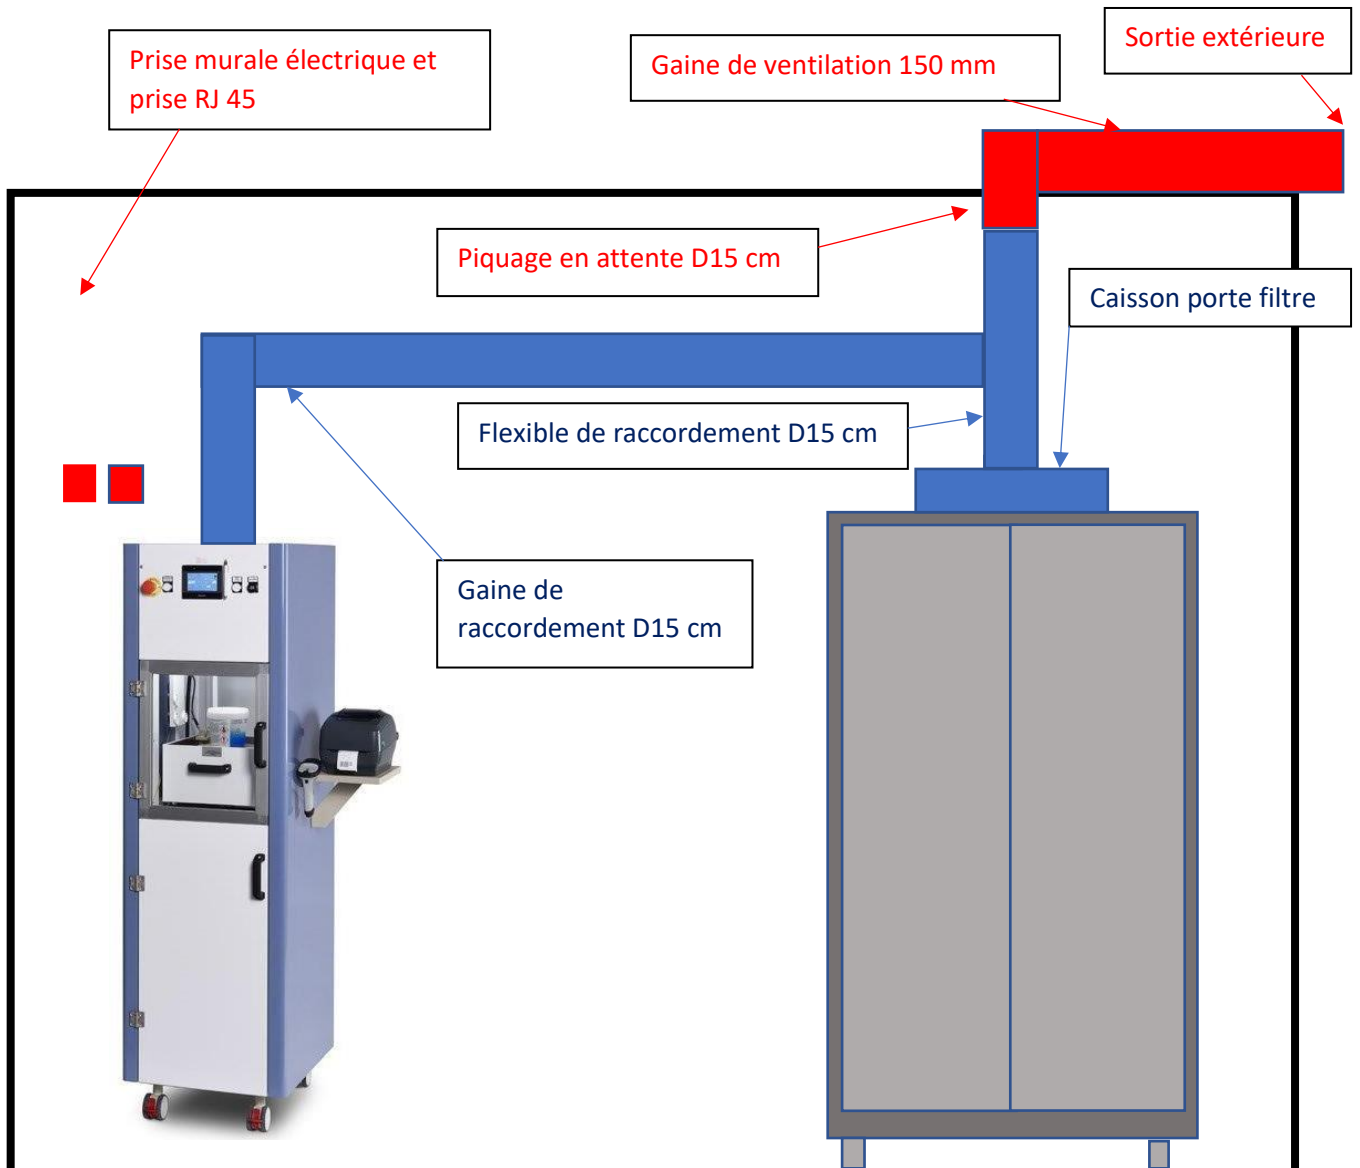 Prise murale électrique et
prise RJ 45
Gaine de ventilation 150 mm
Sortie extérieure
Piquage en attente D15 cm
Caisson porte filtre
Flexible de raccordement D15 cm
Gaine de
raccordement D15 cm